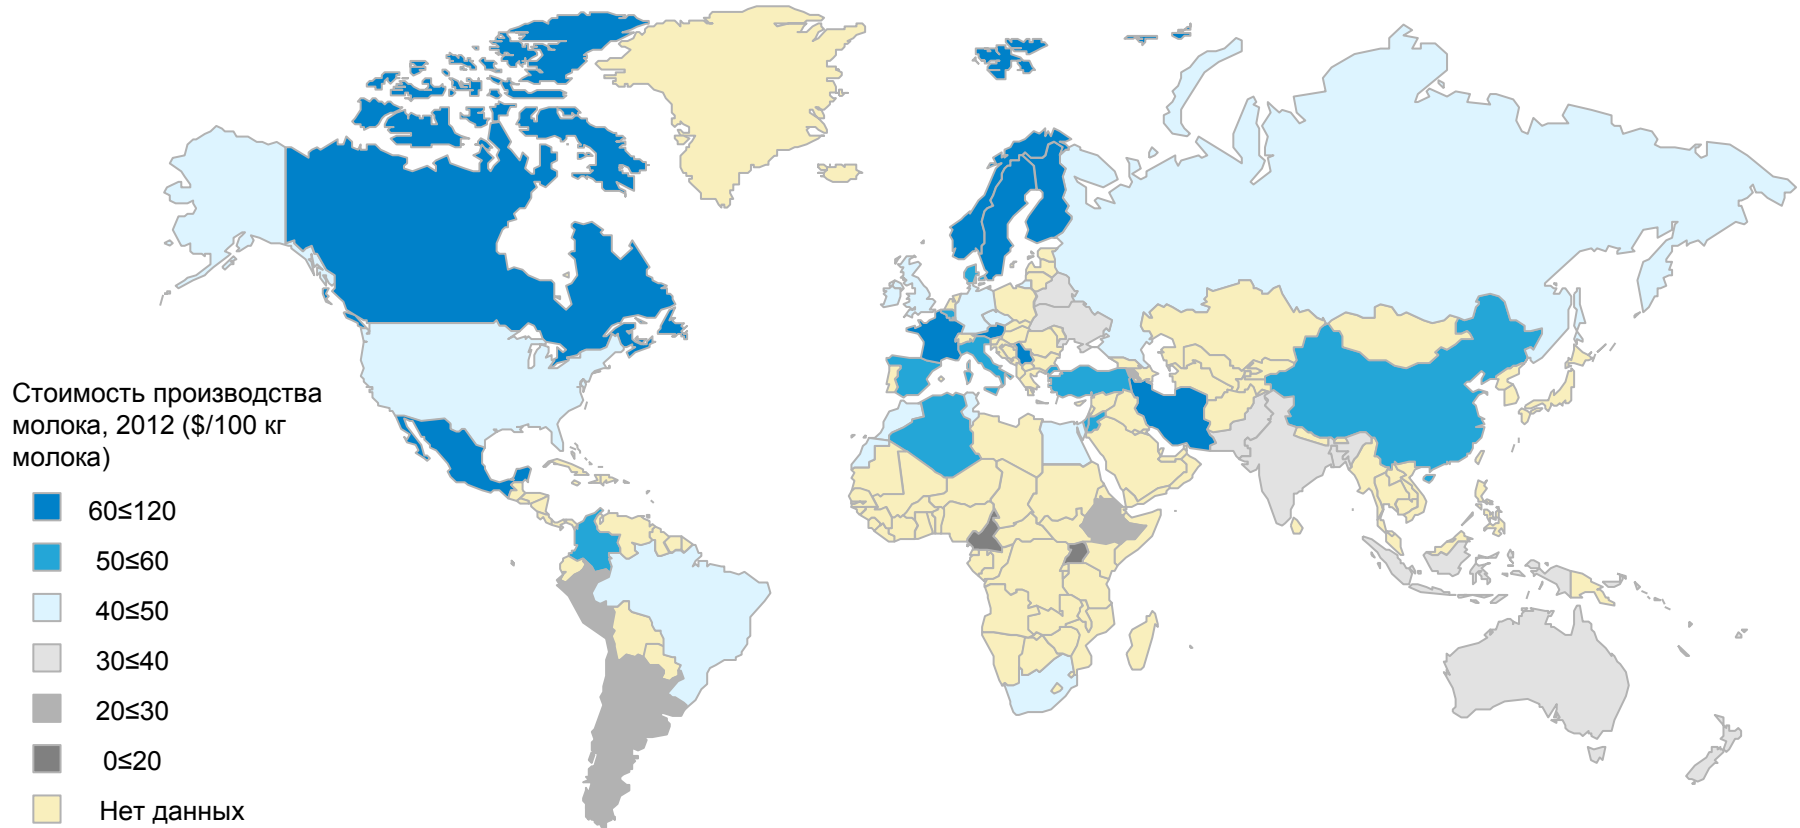 Стоимость производства
молока, 2012 ($/100 кг
молока)
60≤120
50≤60
40≤50
30≤40
20≤30
0≤20
Нет данных